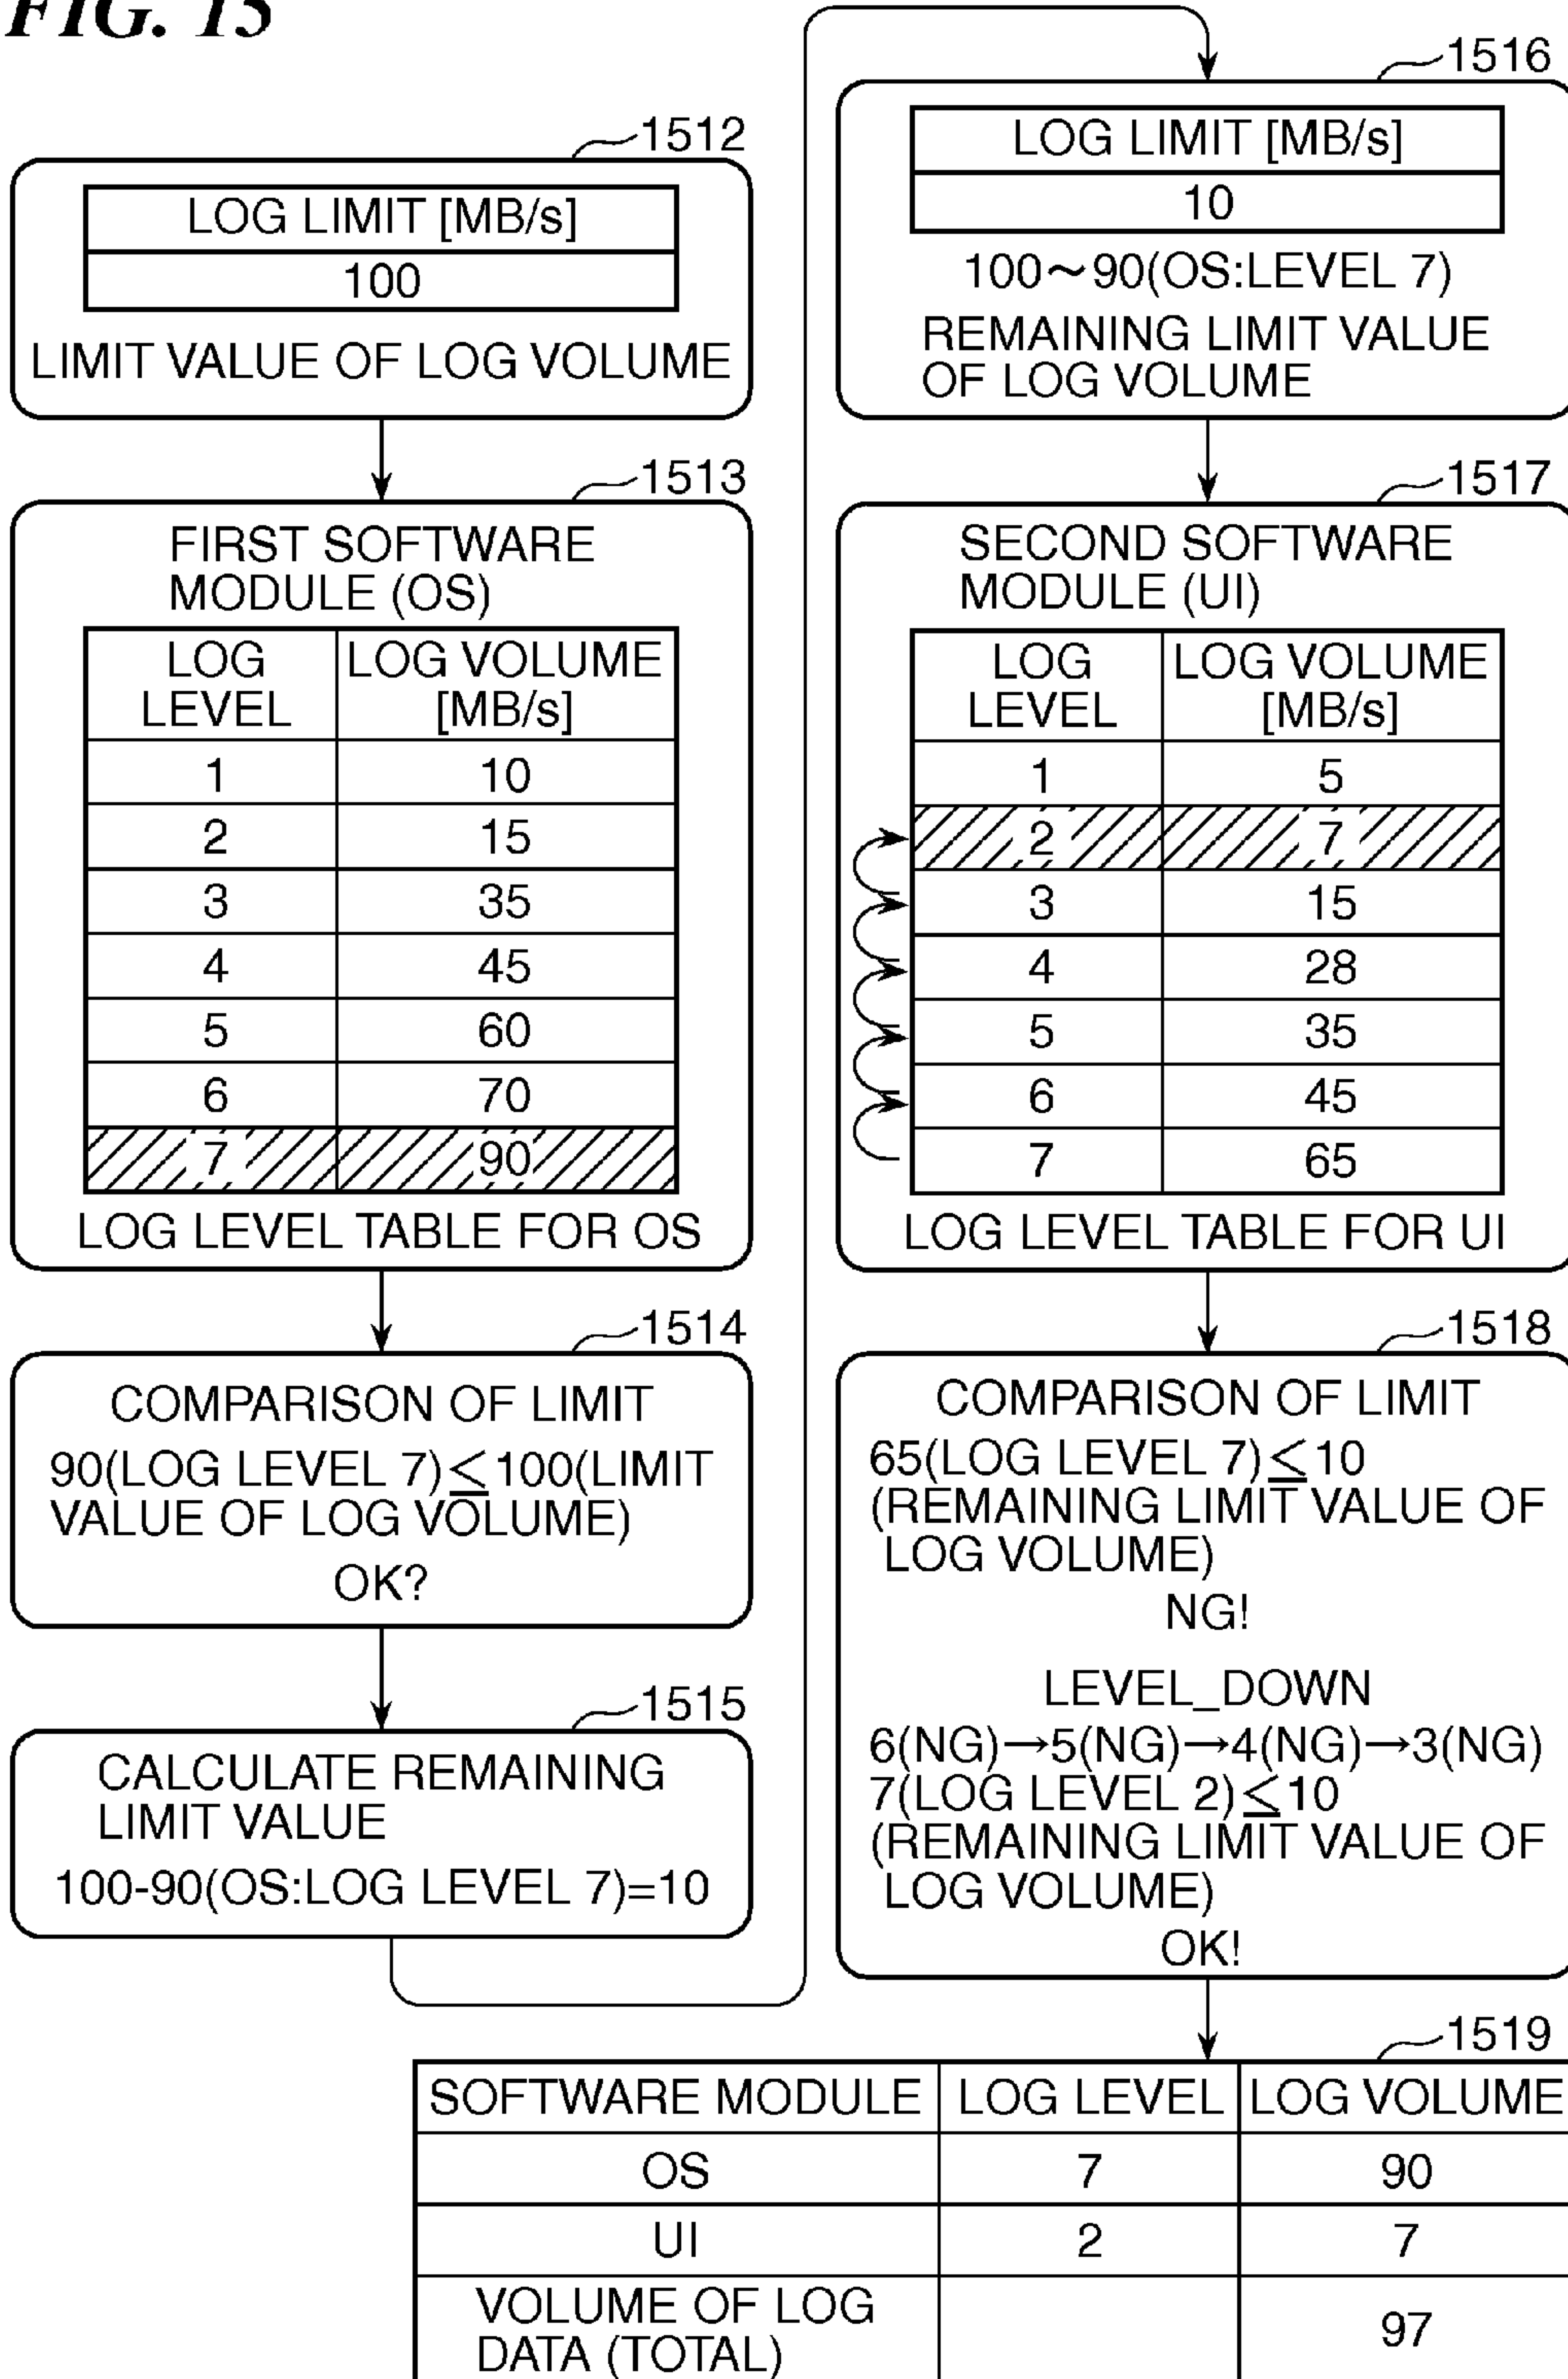 FIG. 15
1512
LOG LIMIT [MB/s]
100
LIMIT VALUE OF LOG VOLUME
1513
FIRST SOFTWARE
MODULE (OS)
LOG LEVEL LOG VOLUME [MB/s]
1 10
2 15
3 35
4 45
5 60
6 70
7 90
LOG LEVEL TABLE FOR OS
1514
COMPARISON OF LIMIT
90(LOG LEVEL 7)≤100(LIMIT
VALUE OF LOG VOLUME)
OK?
1515
CALCULATE REMAINING
LIMIT VALUE
100-90(OS:LOG LEVEL 7)=10
1516
LOG LIMIT [MB/s]
10
100~90(OS:LEVEL 7)
REMAINING LIMIT VALUE
OF LOG VOLUME
1517
SECOND SOFTWARE
MODULE (UI)
LOG LEVEL LOG VOLUME [MB/s]
1 5
2 7
3 15
4 28
5 35
6 45
7 65
LOG LEVEL TABLE FOR UI
1518
COMPARISON OF LIMIT
65(LOG LEVEL 7)≤10
(REMAINING LIMIT VALUE OF
LOG VOLUME)
NG!
LEVEL_DOWN
6(NG)→5(NG)→4(NG)→3(NG)
7(LOG LEVEL 2)≤10
(REMAINING LIMIT VALUE OF
LOG VOLUME)
OK!
1519
SOFTWARE MODULE LOG LEVEL LOG VOLUME
OS 7 90
UI 2 7
VOLUME OF LOG
DATA (TOTAL) 97